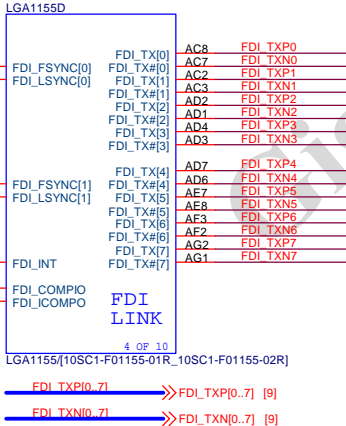 LGA1155D
FDI_TX[0] AC8 FDI_TXP0
FDI_FSYNC[0] FDI_TX#[0] AC7 FDI_TXN0
FDI_LSYNC[0] FDI_TX[1] AC2 FDI_TXP1
FDI_TX#[1] AC3 FDI_TXN1
FDI_TX[2] AD2 FDI_TXP2
FDI_TX#[2] AD1 FDI_TXN2
FDI_TX[3] AD4 FDI_TXP3
FDI_TX#[3] AD3 FDI_TXN3
FDI_TX[4] AD7 FDI_TXP4
FDI_FSYNC[1] FDI_TX#[4] AD6 FDI_TXN4
FDI_LSYNC[1] FDI_TX[5] AE7 FDI_TXP5
FDI_TX#[5] AE8 FDI_TXN5
FDI_TX[6] AF3 FDI_TXP6
FDI_TX#[6] AF2 FDI_TXN6
FDI_TX[7] AG2 FDI_TXP7
FDI_INT FDI_TX#[7] AG1 FDI_TXN7
FDI_COMPIO
FDI_ICOMPO
FDI
LINK
4 OF 10
LGA1155/[10SC1-F01155-01R_10SC1-F01155-02R]
FDI_TXP[0..7] FDI_TXP[0..7] [9]
FDI_TXN[0..7] FDI_TXN[0..7] [9]